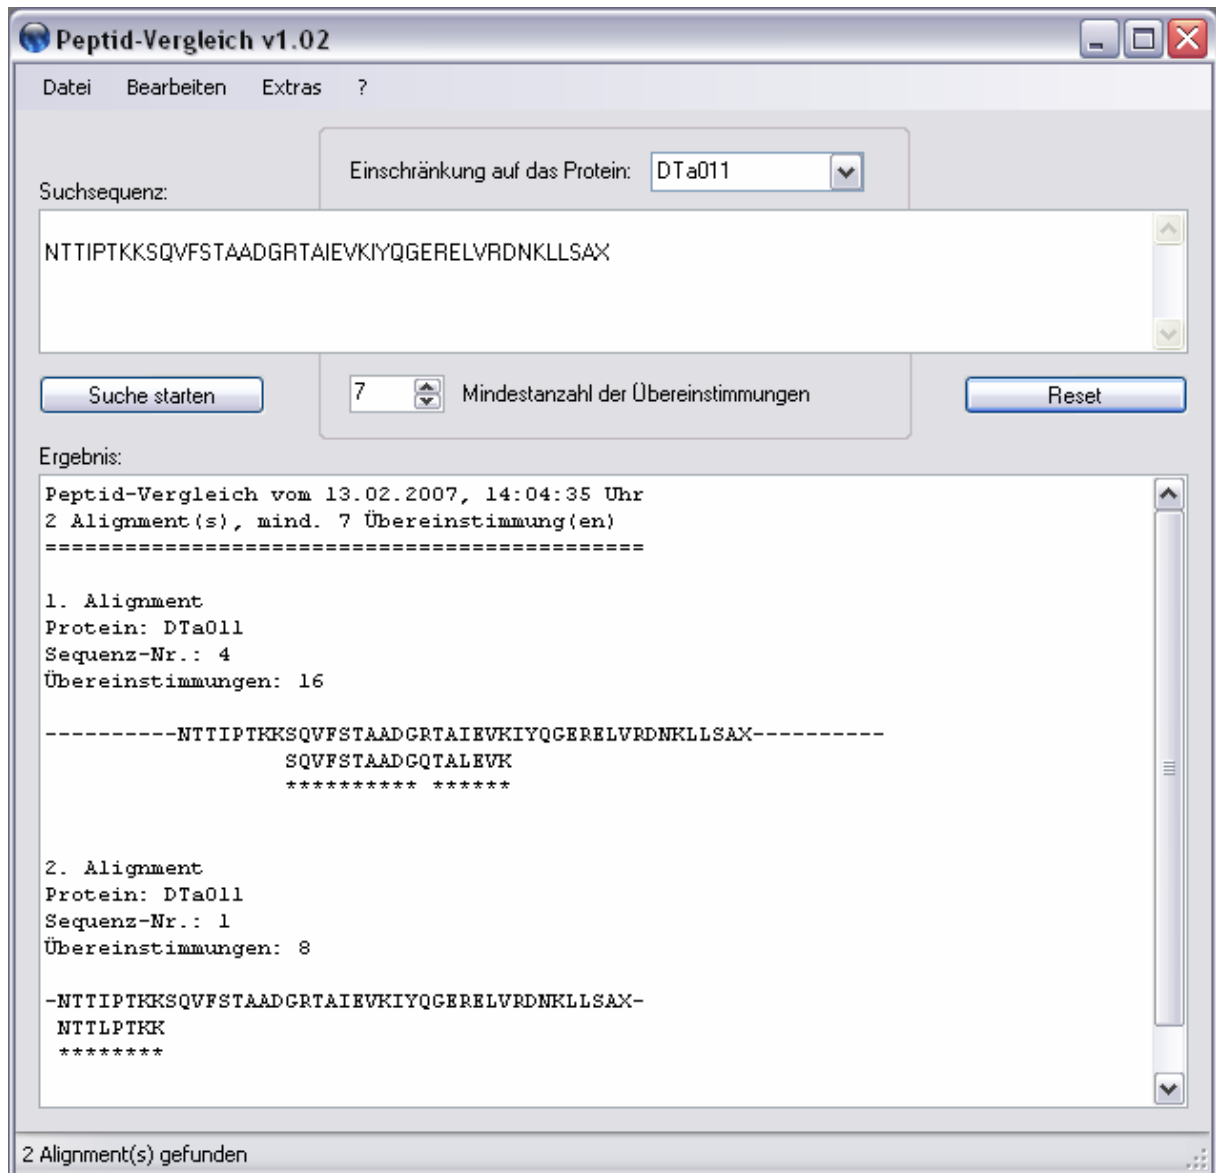 Peptid-Vergleich v1.02
Datei Bearbeiten Extras ?
Einschränkung auf das Protein: DTa011
Suchsequenz:
NTTIPTKKSQVFSTAADGRTAIEVKIYQGERELVRDNKLLSAX
Suche starten 7 Mindestanzahl der Übereinstimmungen Reset
Ergebnis:
Peptid-Vergleich vom 13.02.2007, 14:04:35 Uhr
2 Alignment(s), mind. 7 Übereinstimmung(en)
=============================================
1. Alignment
Protein: DTa011
Sequenz-Nr.: 4
Übereinstimmungen: 16
----------NTTIPTKKSQVFSTAADGRTAIEVKIYQGERELVRDNKLLSAX----------
SQVFSTAADGQTALEVK
********** ******
2. Alignment
Protein: DTa011
Sequenz-Nr.: 1
Übereinstimmungen: 8
-NTTIPTKKSQVFSTAADGRTAIEVKIYQGERELVRDNKLLSAX-
NTTLPTKK
********
2 Alignment(s) gefunden